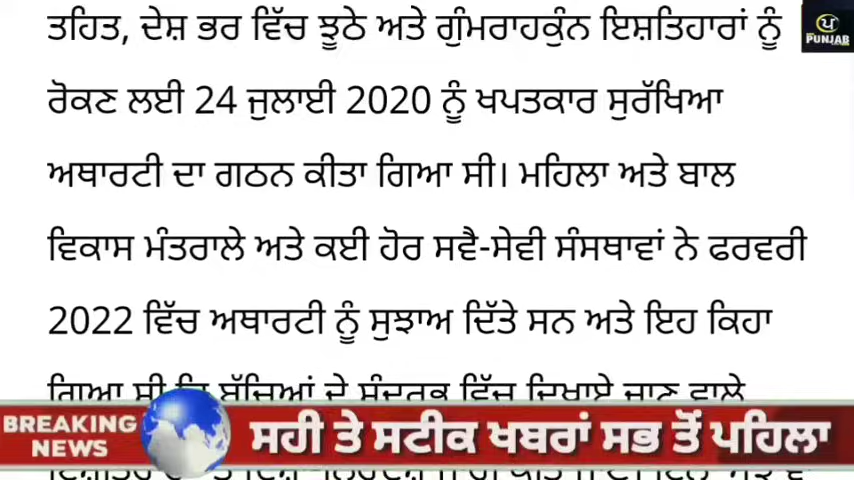 ਤਹਿਤ, ਦੇਸ਼ ਭਰ ਵਿੱਚ ਝੂਠੇ ਅਤੇ ਗੁੰਮਰਾਹਕੁੰਨ ਇਸ਼ਤਿਹਾਰਾਂ ਨੂੰ
PUNJAB
ਰੋਕਣ ਲਈ 24 ਜੁਲਾਈ 2020 ਨੂੰ ਖਪਤਕਾਰ ਸੁਰੱਖਿਆ
ਅਥਾਰਟੀ ਦਾ ਗਠਨ ਕੀਤਾ ਗਿਆ ਸੀ। ਮਹਿਲਾ ਅਤੇ ਬਾਲ
ਵਿਕਾਸ ਮੰਤਰਾਲੇ ਅਤੇ ਕਈ ਹੋਰ ਸਵੈ-ਸੇਵੀ ਸੰਸਥਾਵਾਂ ਨੇ ਫਰਵਰੀ
2022 ਵਿੱਚ ਅਥਾਰਟੀ ਨੂੰ ਸੁਝਾਅ ਦਿੱਤੇ ਸਨ ਅਤੇ ਇਹ ਕਿਹਾ
ਗਿਆ ਸੀ ਕਿ ਬੱਚਿਆਂ ਦੇ ਸੰਦਰਭ ਵਿੱਚ ਦਿਖਾਏ ਜਾਣ ਵਾਲੇ
BREAKING NEWS
ਸਹੀ ਤੇ ਸਟੀਕ ਖਬਰਾਂ ਸਭ ਤੋਂ ਪਹਿਲਾ